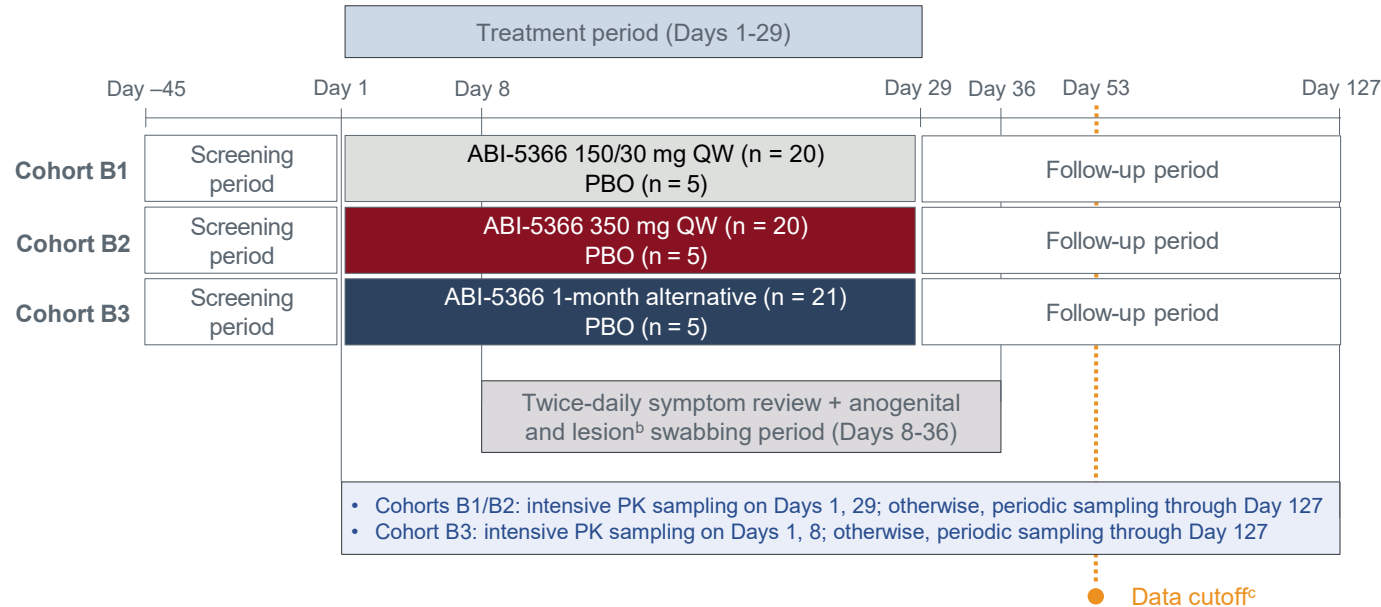 Treatment period (Days 1-29)
Day –45
Day 1
Day 8
Day 29
Day 36
Day 53
Day 127
Cohort B1
Screening
period
ABI-5366 150/30 mg QW (n = 20)
PBO (n = 5)
Follow-up period
Cohort B2
Screening
period
ABI-5366 350 mg QW (n = 20)
PBO (n = 5)
Follow-up period
Cohort B3
Screening
period
ABI-5366 1-month alternative (n = 21)
PBO (n = 5)
Follow-up period
Twice-daily symptom review + anogenital
and lesionᵇ swabbing period (Days 8-36)
• Cohorts B1/B2: intensive PK sampling on Days 1, 29; otherwise, periodic sampling through Day 127
• Cohort B3: intensive PK sampling on Days 1, 8; otherwise, periodic sampling through Day 127
Data cutoffᶜ